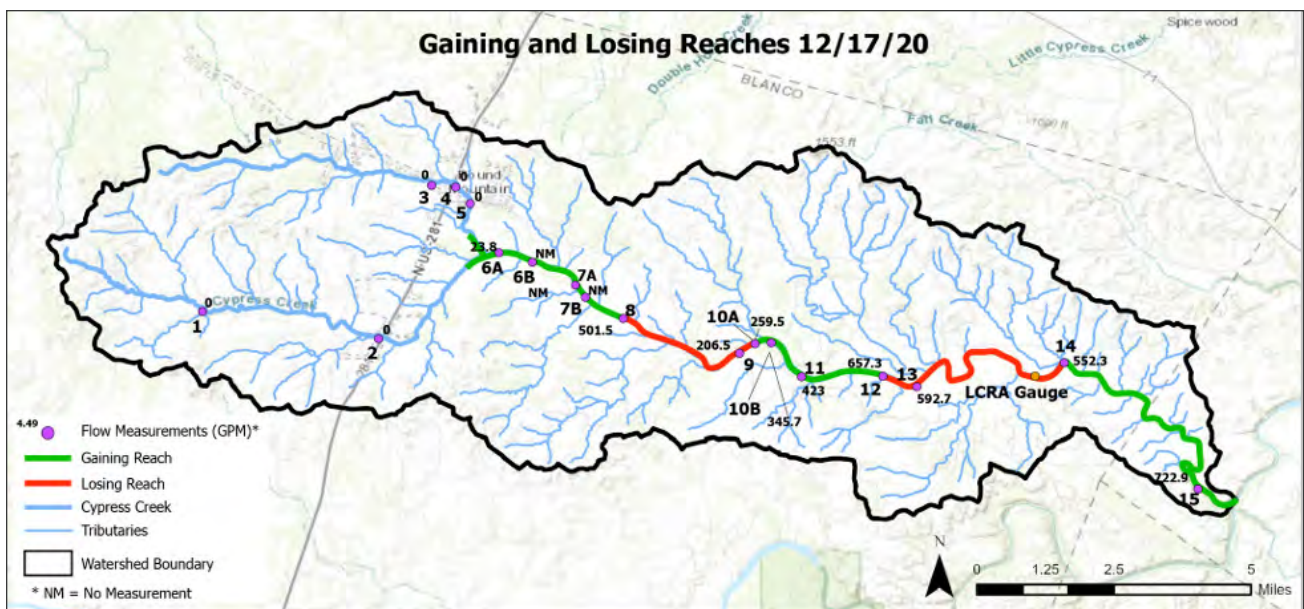 Gaining and Losing Reaches 12/17/20
Spice wood
Little Cypress Creek
Double Horn Creek
71
BLANCO
Fall Creek
1553 ft
N US-281
0
3
0
4
0
5
23.8
6A
NM
6B
7A
NM
NM
7B
8
501.5
0
1
Cypress Creek
0
2
10A
259.5
206.5
9
10B
345.7
11
423
657.3
12
13
592.7
LCRA Gauge
14
552.3
722.9
15
4.49
Flow Measurements (GPM)*
Gaining Reach
Losing Reach
Cypress Creek
Tributaries
Watershed Boundary
* NM = No Measurement
N
0 1.25 2.5 5
Miles